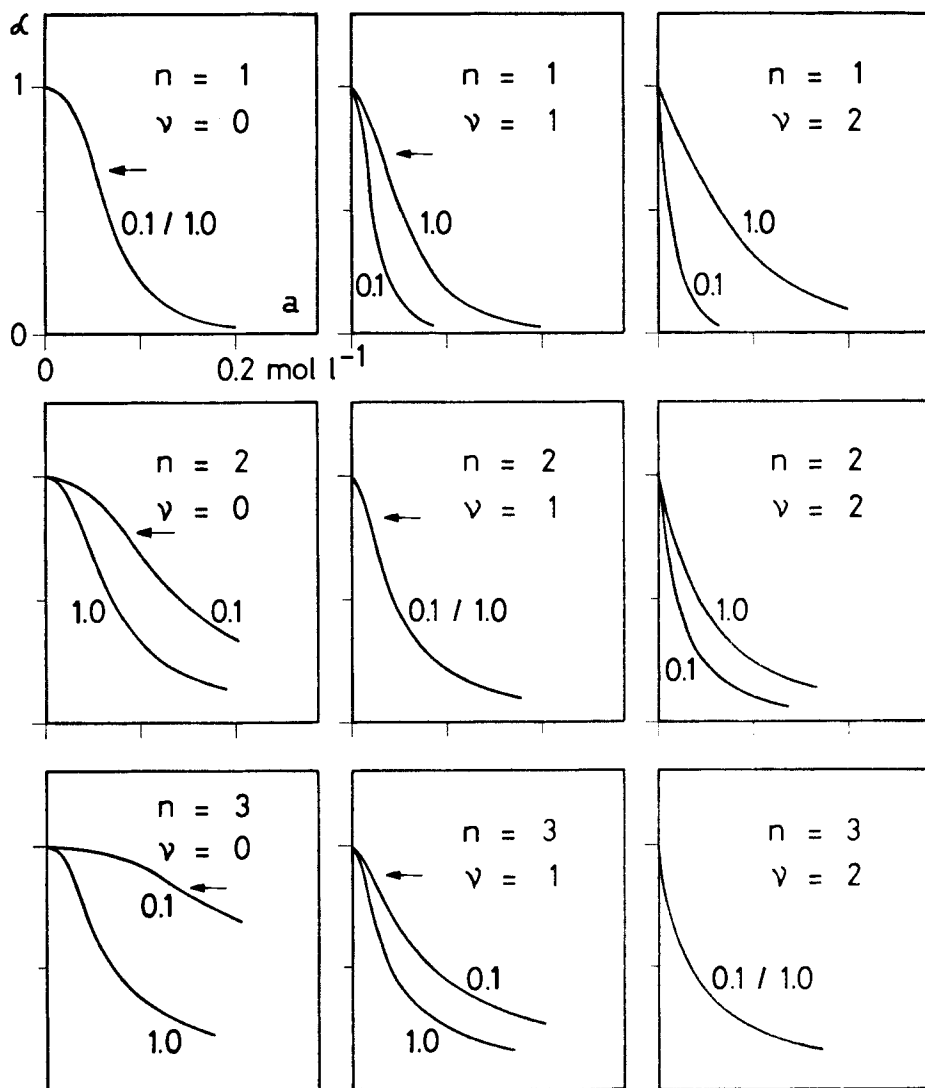 α
n = 1
ν = 0
1
0.1 / 1.0
a
0
0 0.2 mol l⁻¹
n = 1
ν = 1
1.0
0.1
n = 1
ν = 2
1.0
0.1
n = 2
ν = 0
1.0
0.1
n = 2
ν = 1
0.1 / 1.0
n = 2
ν = 2
1.0
0.1
n = 3
ν = 0
0.1
1.0
n = 3
ν = 1
0.1
1.0
n = 3
ν = 2
0.1 / 1.0